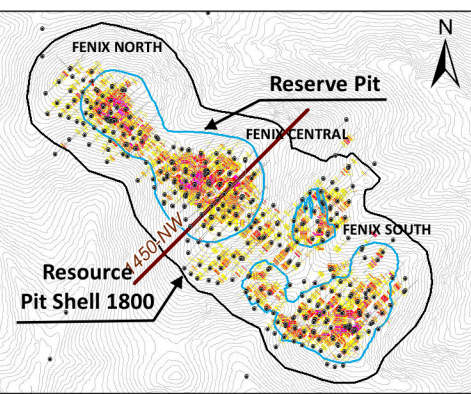 N
FENIX NORTH
Reserve Pit
FENIX CENTRAL
450-NW
FENIX SOUTH
Resource
Pit Shell 1800